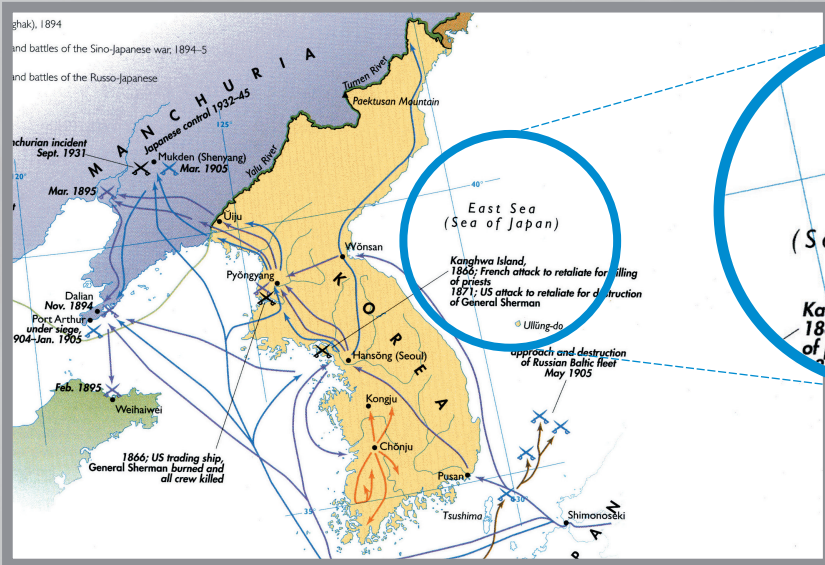 ghak), 1894
and battles of the Sino-Japanese war, 1894–5
and battles of the Russo-Japanese
MANCHURIA
Japanese control 1932-45
Tumen River
Paektusan Mountain
125°
nchurian incident
Sept. 1931
Mukden (Shenyang)
Mar. 1905
Yalu River
120°
Mar. 1895
Ŭiju
40°
East Sea
(Sea of Japan)
Wŏnsan
Kanghwa Island,
1866; French attack to retaliate for killing
of priests
1871; US attack to retaliate for destruction
of General Sherman
Pyŏngyang
KOREA
Dalian
Nov. 1894
Port Arthur
under siege,
904–Jan. 1905
Ullŭng-do
approach and destruction
of Russian Baltic fleet
May 1905
Hansŏng (Seoul)
Feb. 1895
Weihaiwei
Kongju
Chŏnju
1866; US trading ship,
General Sherman burned and
all crew killed
Pusan
35°
130°
Tsushima
Shimonoseki
PAN
(S
Ka
18
of